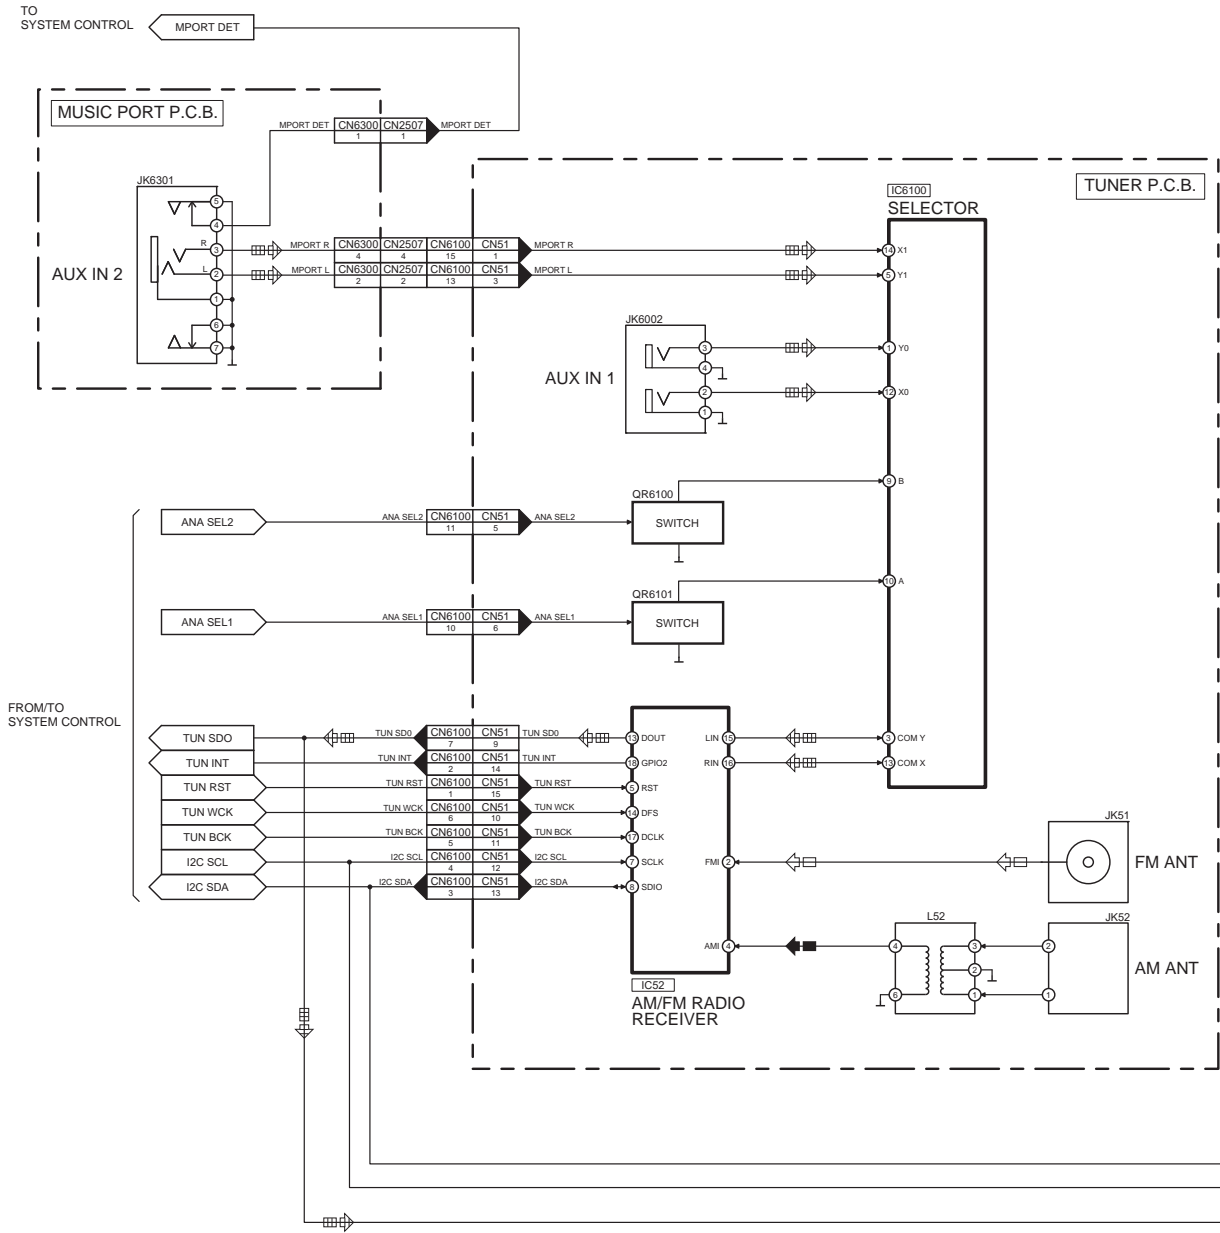 TO
SYSTEM CONTROL
MPORT DET
MUSIC PORT P.C.B.
MPORT DET CN6300 CN2507 MPORT DET
1 1
TUNER P.C.B.
JK6301
5
4
3 R
2 L
1
6
7
AUX IN 2
MPORT R CN6300 CN2507 CN6100 CN51 MPORT R
4 4 15 1
MPORT L CN6300 CN2507 CN6100 CN51 MPORT L
2 2 13 3
IC6100
SELECTOR
14 X1
5 Y1
JK6002
AUX IN 1
3
4
2
1
1 Y0
12 X0
9 B
QR6100
SWITCH
ANA SEL2
ANA SEL2 CN6100 CN51 ANA SEL2
11 5
10 A
QR6101
SWITCH
ANA SEL1
ANA SEL1 CN6100 CN51 ANA SEL1
10 6
FROM/TO
SYSTEM CONTROL
TUN SDO
TUN SD0 CN6100 CN51 TUN SD0
7 9
13 DOUT
LIN 15
3 COM Y
TUN INT
TUN INT CN6100 CN51 TUN INT
2 14
18 GPIO2
RIN 16
13 COM X
TUN RST
TUN RST CN6100 CN51 TUN RST
1 15
5 RST
TUN WCK
TUN WCK CN6100 CN51 TUN WCK
6 10
14 DFS
TUN BCK
TUN BCK CN6100 CN51 TUN BCK
5 11
17 DCLK
I2C SCL
I2C SCL CN6100 CN51 I2C SCL
4 12
7 SCLK
FMI 2
I2C SDA
I2C SDA CN6100 CN51 I2C SDA
3 13
8 SDIO
AMI 4
JK51
FM ANT
L52
4
6
3
2
1
JK52
2
1
AM ANT
IC52
AM/FM RADIO
RECEIVER